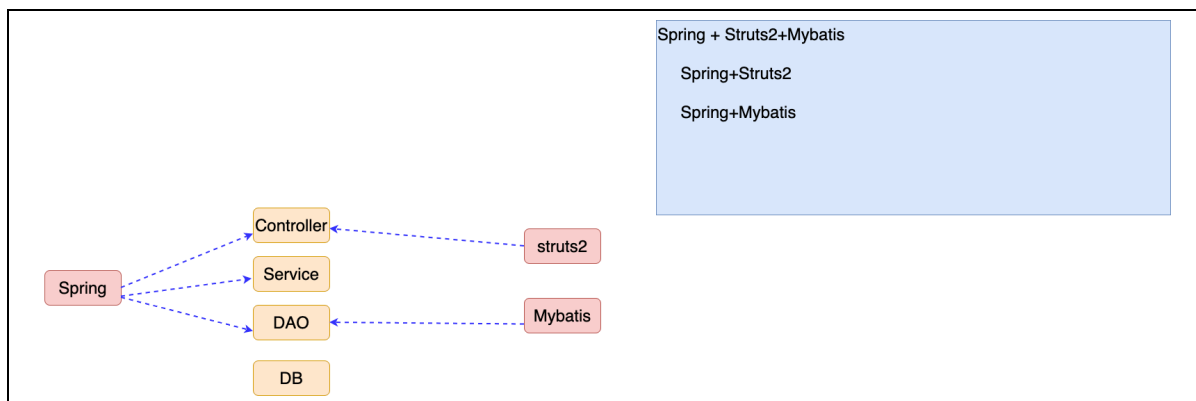 Spring + Struts2+Mybatis
Spring+Struts2
Spring+Mybatis
Controller
struts2
Service
Spring
DAO
Mybatis
DB